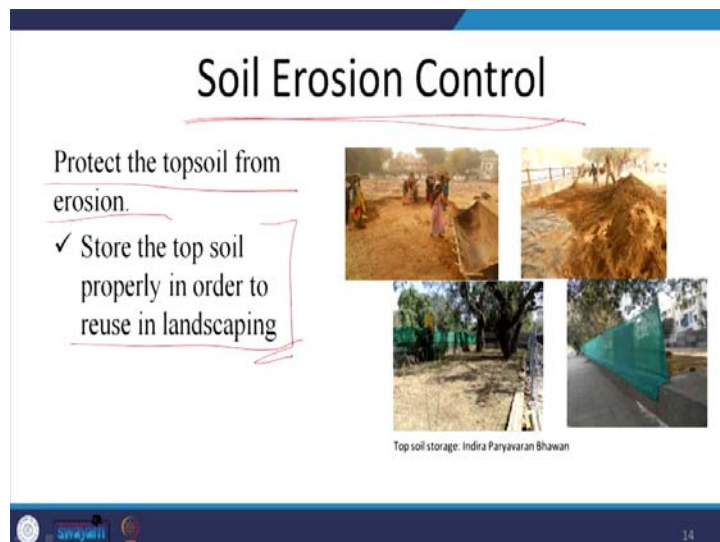 Soil Erosion Control
Protect the topsoil from
erosion.
✓ Store the top soil
properly in order to
reuse in landscaping
Top soil storage: Indira Paryavaran Bhawan
swayam
14